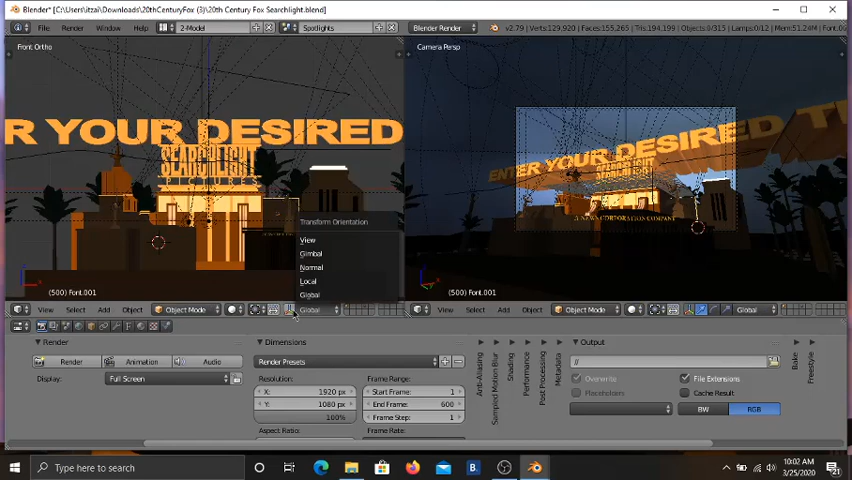 Blender* [C:\Users\itzai\Downloads\20thCenturyFox (3)\20th Century Fox Searchlight.blend]
File Render Window Help 2-Model Spotlights Blender Render v2.79 | Verts:129,920 | Faces:155,265 | Tris:194,199 | Objects:0/315 | Lamps:0/12 | Mem:51.24M
Front Ortho
Camera Persp
R YOUR DESIRED
SEARCHLIGHT
PICTURES
ENTER YOUR DESIRED T
SEARCHLIGHT
A NEWS CORPORATION COMPANY
Transform Orientation
View
Gimbal
Normal
Local
Global
(500) Font.001
(500) Font.001
View Select Add Object Object Mode Global
View Select Add Object Object Mode Global
Render
Render Animation Audio
Display: Full Screen
Dimensions
Render Presets
Resolution:
X: 1920 px
Y: 1080 px
100%
Aspect Ratio:
Frame Range:
Start Frame: 1
End Frame: 600
Frame Step: 1
Frame Rate:
Anti-Aliasing
Sampled Motion Blur
Shading
Performance
Post Processing
Metadata
Output
//
Overwrite File Extensions
Placeholders Cache Result
BW RGB
Bake
Freestyle
Type here to search
10:02 AM
3/25/2020
21